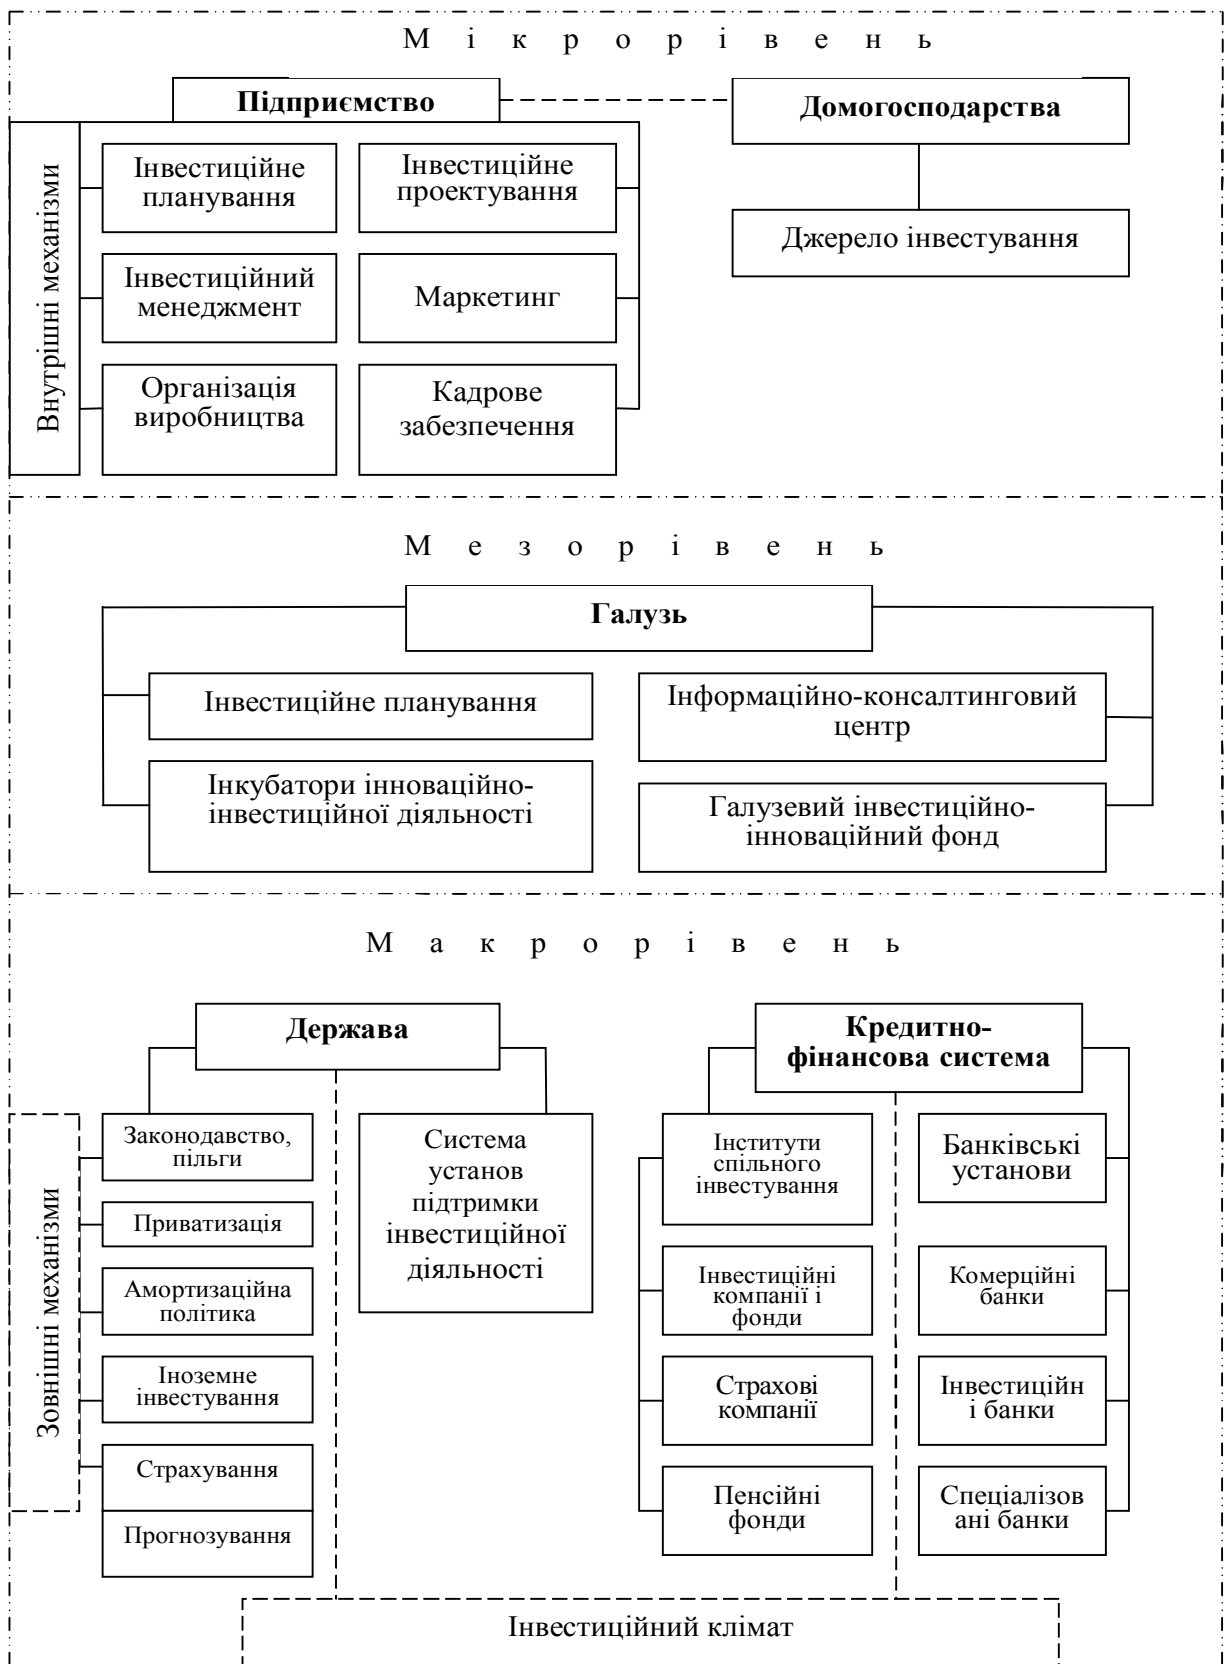 М і к р о р і в е н ь
Підприємство
Домогосподарства
Внутрішні механізми
Інвестиційне
планування
Інвестиційне
проектування
Джерело інвестування
Інвестиційний
менеджмент
Маркетинг
Організація
виробництва
Кадрове
забезпечення
М е з о р і в е н ь
Галузь
Інвестиційне планування
Інформаційно-консалтинговий
центр
Інкубатори інноваційно-
інвестиційної діяльності
Галузевий інвестиційно-
інноваційний фонд
М а к р о р і в е н ь
Держава
Кредитно-
фінансова система
Зовнішні механізми
Законодавство,
пільги
Приватизація
Амортизаційна
політика
Іноземне
інвестування
Страхування
Прогнозування
Система
установ
підтримки
інвестиційної
діяльності
Інститути
спільного
інвестування
Інвестиційні
компанії і
фонди
Страхові
компанії
Пенсійні
фонди
Банківські
установи
Комерційні
банки
Інвестиційн
і банки
Спеціалізов
ані банки
Інвестиційний клімат